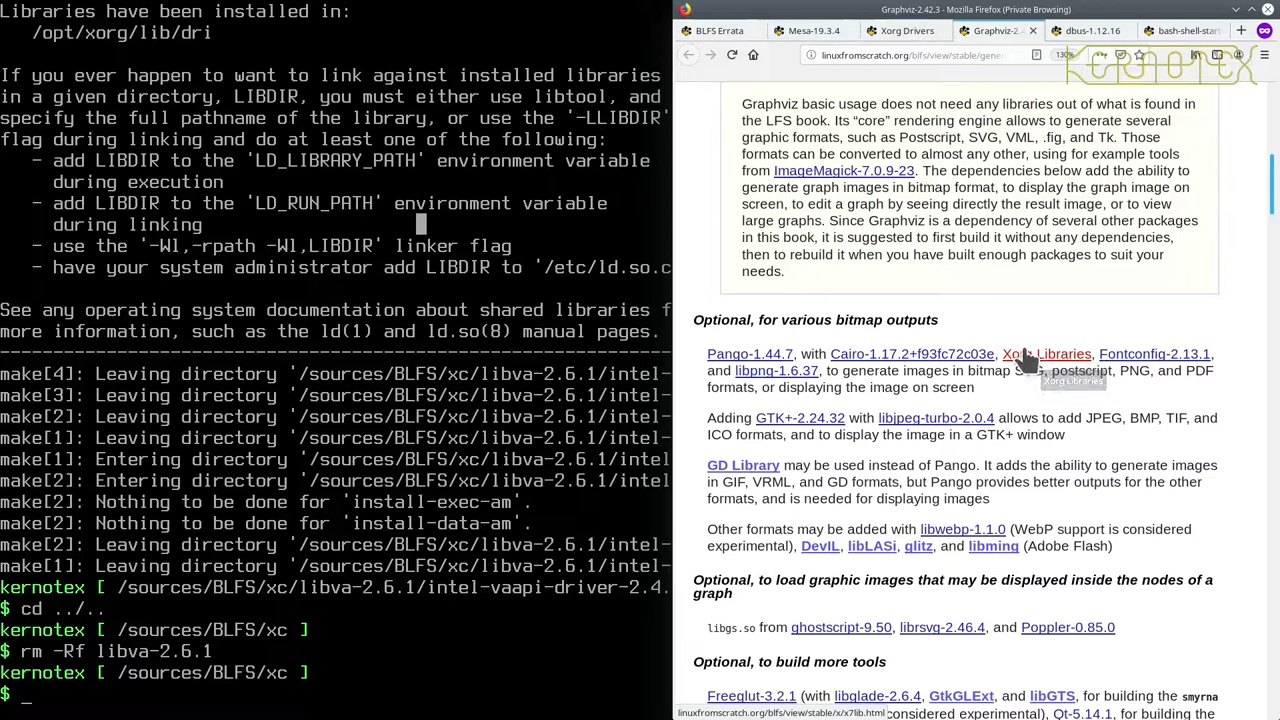 Libraries have been installed in:
/opt/xorg/lib/dri
If you ever happen to want to link against installed libraries
in a given directory, LIBDIR, you must either use libtool, and
specify the full pathname of the library, or use the '-LLIBDIR'
flag during linking and do at least one of the following:
- add LIBDIR to the 'LD_LIBRARY_PATH' environment variable
during execution
- add LIBDIR to the 'LD_RUN_PATH' environment variable
during linking
- use the '-Wl,-rpath -Wl,LIBDIR' linker flag
- have your system administrator add LIBDIR to '/etc/ld.so.c
See any operating system documentation about shared libraries f
more information, such as the ld(1) and ld.so(8) manual pages.
----------------------------------------------------------------
make[4]: Leaving directory '/sources/BLFS/xc/libva-2.6.1/intel-
make[3]: Leaving directory '/sources/BLFS/xc/libva-2.6.1/intel-
make[2]: Leaving directory '/sources/BLFS/xc/libva-2.6.1/intel-
make[1]: Leaving directory '/sources/BLFS/xc/libva-2.6.1/intel-
make[1]: Entering directory '/sources/BLFS/xc/libva-2.6.1/intel
make[2]: Entering directory '/sources/BLFS/xc/libva-2.6.1/intel
make[2]: Nothing to be done for 'install-exec-am'.
make[2]: Nothing to be done for 'install-data-am'.
make[2]: Leaving directory '/sources/BLFS/xc/libva-2.6.1/intel-
make[1]: Leaving directory '/sources/BLFS/xc/libva-2.6.1/intel-
kernotex [ /sources/BLFS/xc/libva-2.6.1/intel-vaapi-driver-2.4.
$ cd ../..
kernotex [ /sources/BLFS/xc ]
$ rm -Rf libva-2.6.1
kernotex [ /sources/BLFS/xc ]
$ _
Graphviz-2.42.3 - Mozilla Firefox (Private Browsing)
BLFS Errata
Mesa-19.3.4
Xorg Drivers
Graphviz-2.4
dbus-1.12.16
bash-shell-star
linuxfromscratch.org/blfs/view/stable/gene
130%
KERNOTEX
Graphviz basic usage does not need any libraries out of what is found in
the LFS book. Its “core” rendering engine allows to generate several
graphic formats, such as Postscript, SVG, VML, .fig, and Tk. Those
formats can be converted to almost any other, using for example tools
from ImageMagick-7.0.9-23. The dependencies below add the ability to
generate graph images in bitmap format, to display the graph image on
screen, to edit a graph by seeing directly the result image, or to view
large graphs. Since Graphviz is a dependency of several other packages
in this book, it is suggested to first build it without any dependencies,
then to rebuild it when you have built enough packages to suit your
needs.
Optional, for various bitmap outputs
Pango-1.44.7, with Cairo-1.17.2+f93fc72c03e, Xorg Libraries, Fontconfig-2.13.1,
and libpng-1.6.37, to generate images in bitmap SVG, postscript, PNG, and PDF
formats, or displaying the image on screen
Xorg Libraries
Adding GTK+-2.24.32 with libjpeg-turbo-2.0.4 allows to add JPEG, BMP, TIF, and
ICO formats, and to display the image in a GTK+ window
GD Library may be used instead of Pango. It adds the ability to generate images
in GIF, VRML, and GD formats, but Pango provides better outputs for the other
formats, and is needed for displaying images
Other formats may be added with libwebp-1.1.0 (WebP support is considered
experimental), DevIL, libLASi, glitz, and libming (Adobe Flash)
Optional, to load graphic images that may be displayed inside the nodes of a
graph
libgs.so from ghostscript-9.50, librsvg-2.46.4, and Poppler-0.85.0
Optional, to build more tools
Freeglut-3.2.1 (with libglade-2.6.4, GtkGLExt, and libGTS, for building the smyrna
considered experimental), Qt-5.14.1, for building the
linuxfromscratch.org/blfs/view/stable/x/x7lib.html